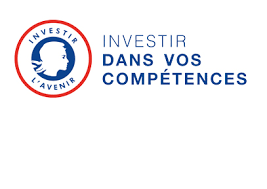 INVESTIR
L'AVENIR
INVESTIR
DANS VOS
COMPÉTENCES